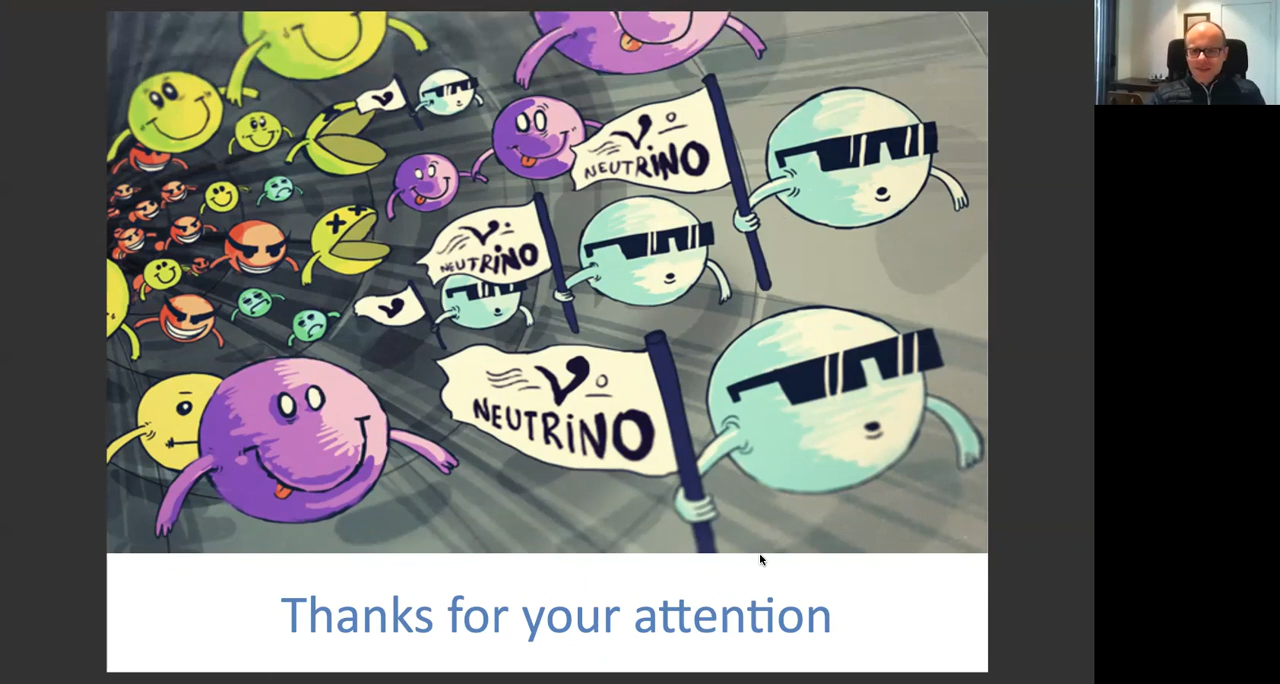 ν
ν
NEUTRiNO
ν
NEUTRiNO
ν
ν
NEUTRiNO
Thanks for your attention